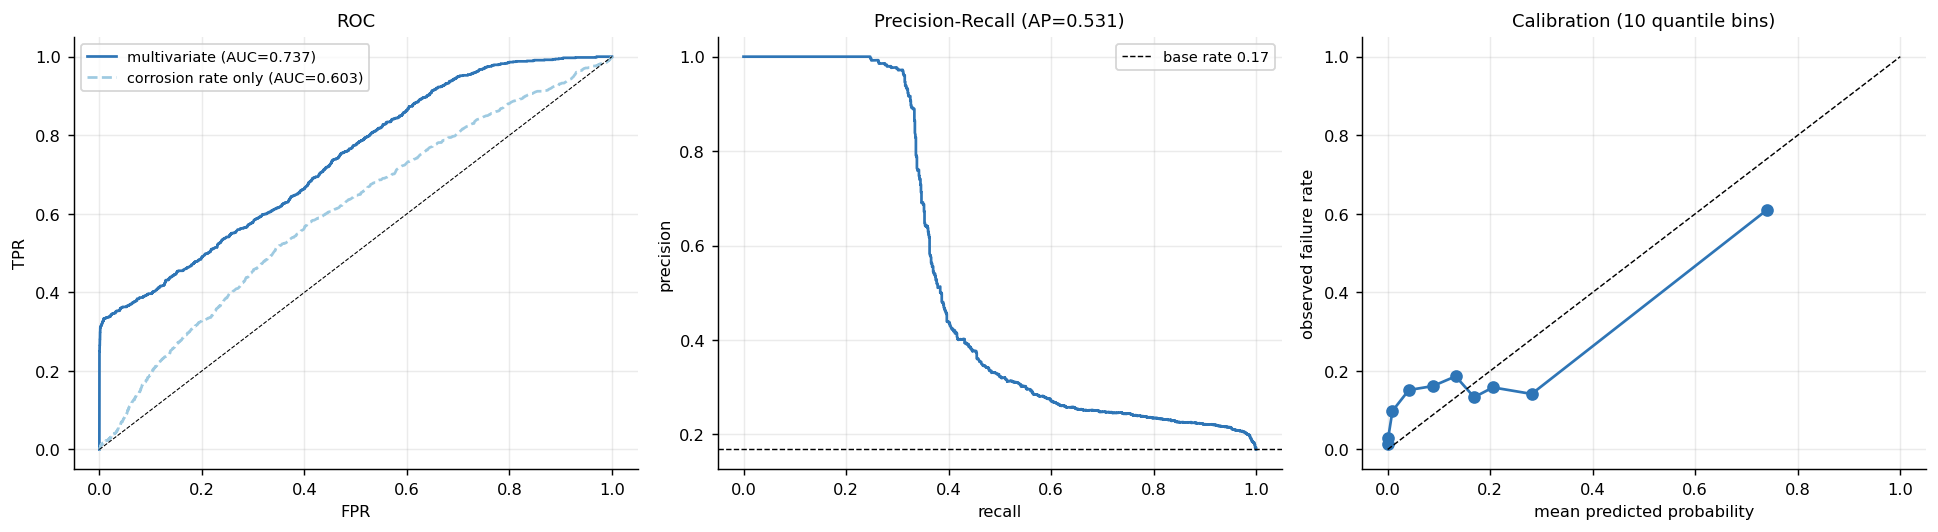 ROC
multivariate (AUC=0.737)
corrosion rate only (AUC=0.603)
1.0
0.8
0.6
0.4
0.2
0.0
TPR
0.0 0.2 0.4 0.6 0.8 1.0
FPR
Precision-Recall (AP=0.531)
base rate 0.17
1.0
0.8
0.6
0.4
0.2
precision
0.0 0.2 0.4 0.6 0.8 1.0
recall
Calibration (10 quantile bins)
1.0
0.8
0.6
0.4
0.2
0.0
observed failure rate
0.0 0.2 0.4 0.6 0.8 1.0
mean predicted probability